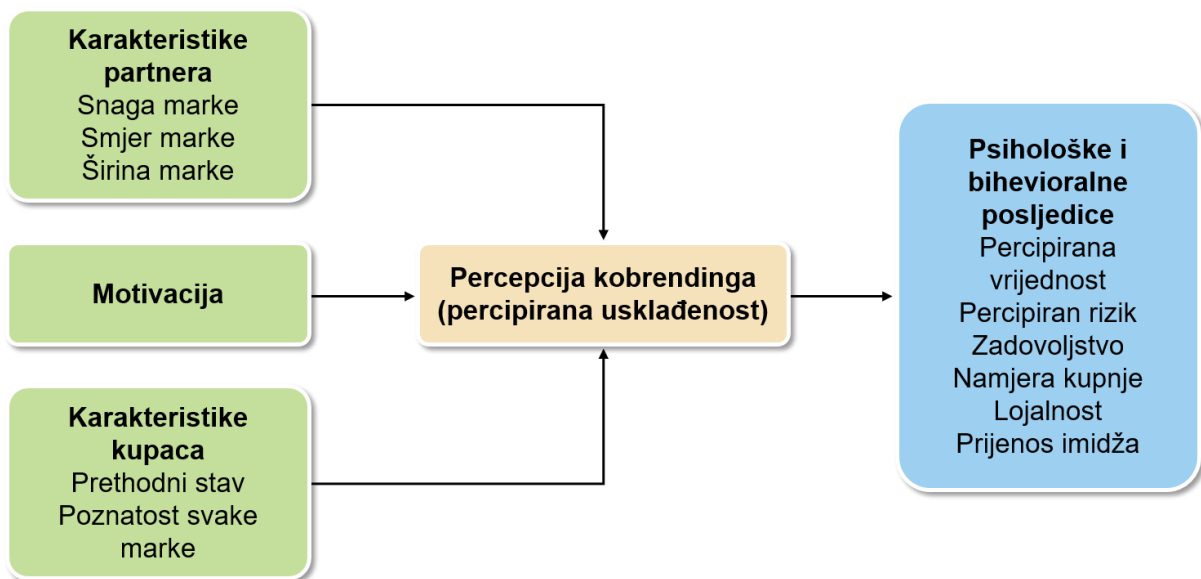 Karakteristike
partnera
Snaga marke
Smjer marke
Širina marke
Motivacija
Karakteristike
kupaca
Prethodni stav
Poznatost svake
marke
Percepcija kobrendinga
(percipirana usklađenost)
Psihološke i
bihevioralne
posljedice
Percipirana
vrijednost
Percipiran rizik
Zadovoljstvo
Namjera kupnje
Lojalnost
Prijenos imidža